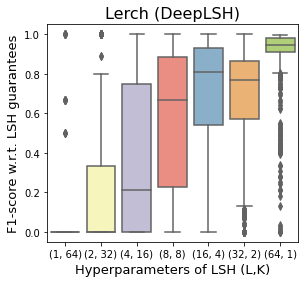 Lerch (DeepLSH)
F1-score w.r.t. LSH guarantees
1.0
0.8
0.6
0.4
0.2
0.0
(1, 64) (2, 32) (4, 16) (8, 8) (16, 4) (32, 2) (64, 1)
Hyperparameters of LSH (L,K)